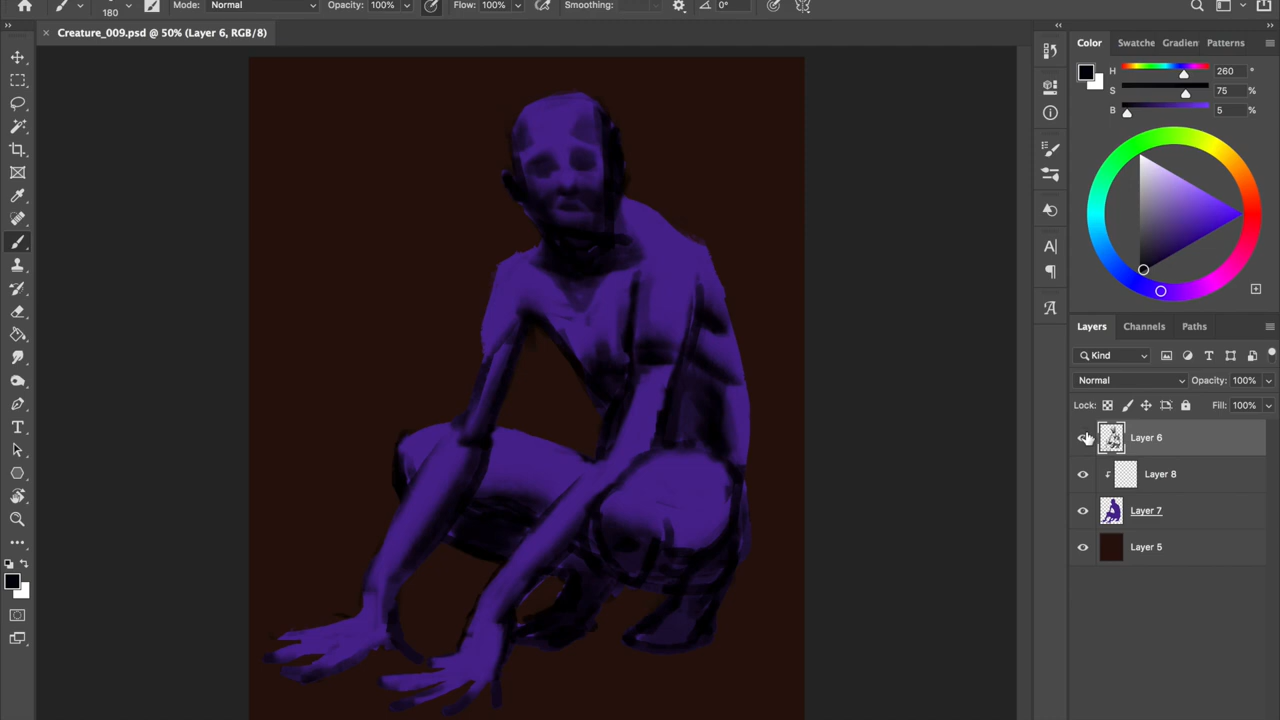 180 Mode: Normal Opacity: 100% Flow: 100% Smoothing: 0°
× Creature_009.psd @ 50% (Layer 6, RGB/8)
Color Swatche Gradien Patterns
H 260 °
S 75 %
B 5 %
Layers Channels Paths
Kind
Normal Opacity: 100%
Lock: Fill: 100%
Layer 6
Layer 8
Layer 7
Layer 5